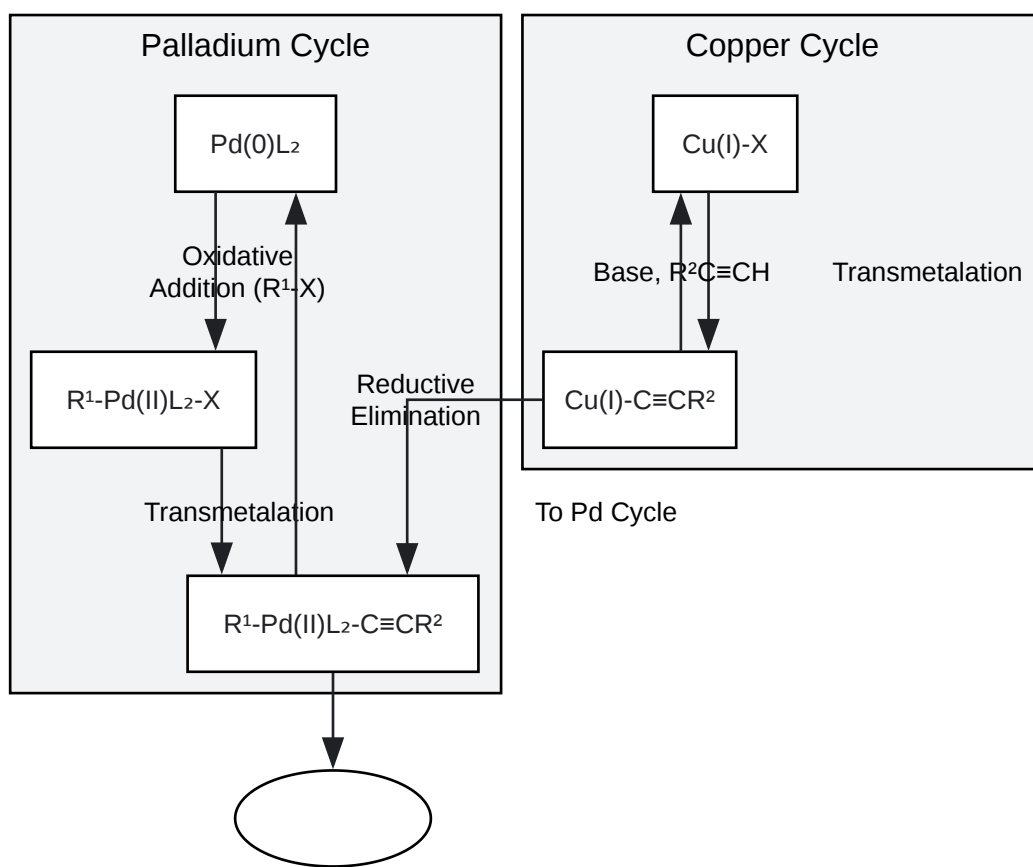 Palladium Cycle
Copper Cycle
Pd(0)L₂
Cu(I)-X
Oxidative
Addition (R¹-X)
Base, R²C≡CH
Transmetalation
R¹-Pd(II)L₂-X
Reductive
Elimination
Cu(I)-C≡CR²
Transmetalation
To Pd Cycle
R¹-Pd(II)L₂-C≡CR²